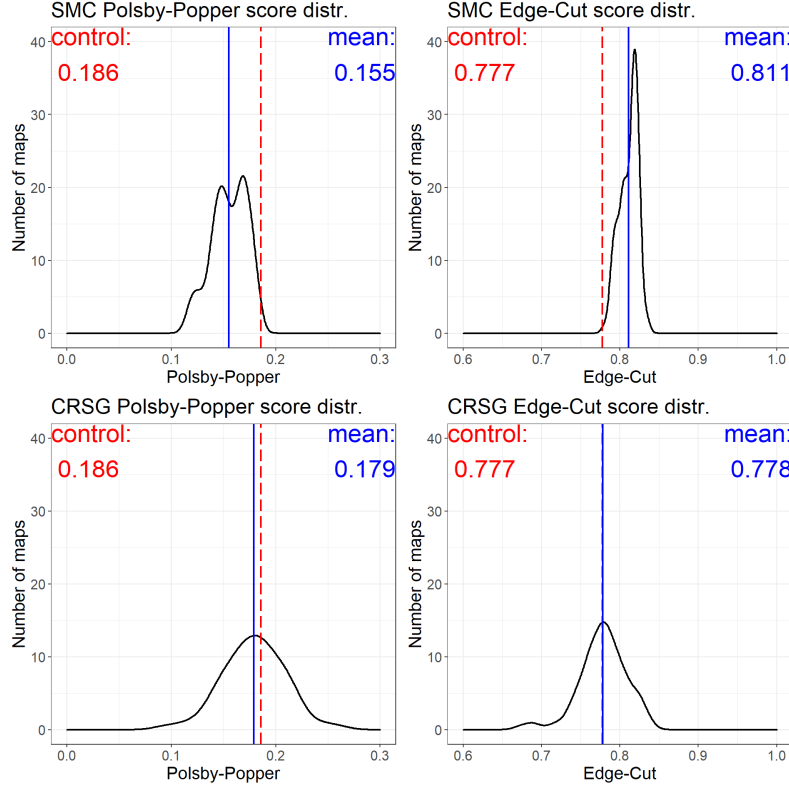 SMC Polsby-Popper score distr.
control: mean:
0.186 0.155
40
30
20
10
0
Number of maps
0.0 0.1 0.2 0.3
Polsby-Popper
SMC Edge-Cut score distr.
control: mean:
0.777 0.811
40
30
20
10
0
Number of maps
0.6 0.7 0.8 0.9 1.0
Edge-Cut
CRSG Polsby-Popper score distr.
control: mean:
0.186 0.179
40
30
20
10
0
Number of maps
0.0 0.1 0.2 0.3
Polsby-Popper
CRSG Edge-Cut score distr.
control: mean:
0.777 0.778
40
30
20
10
0
Number of maps
0.6 0.7 0.8 0.9 1.0
Edge-Cut